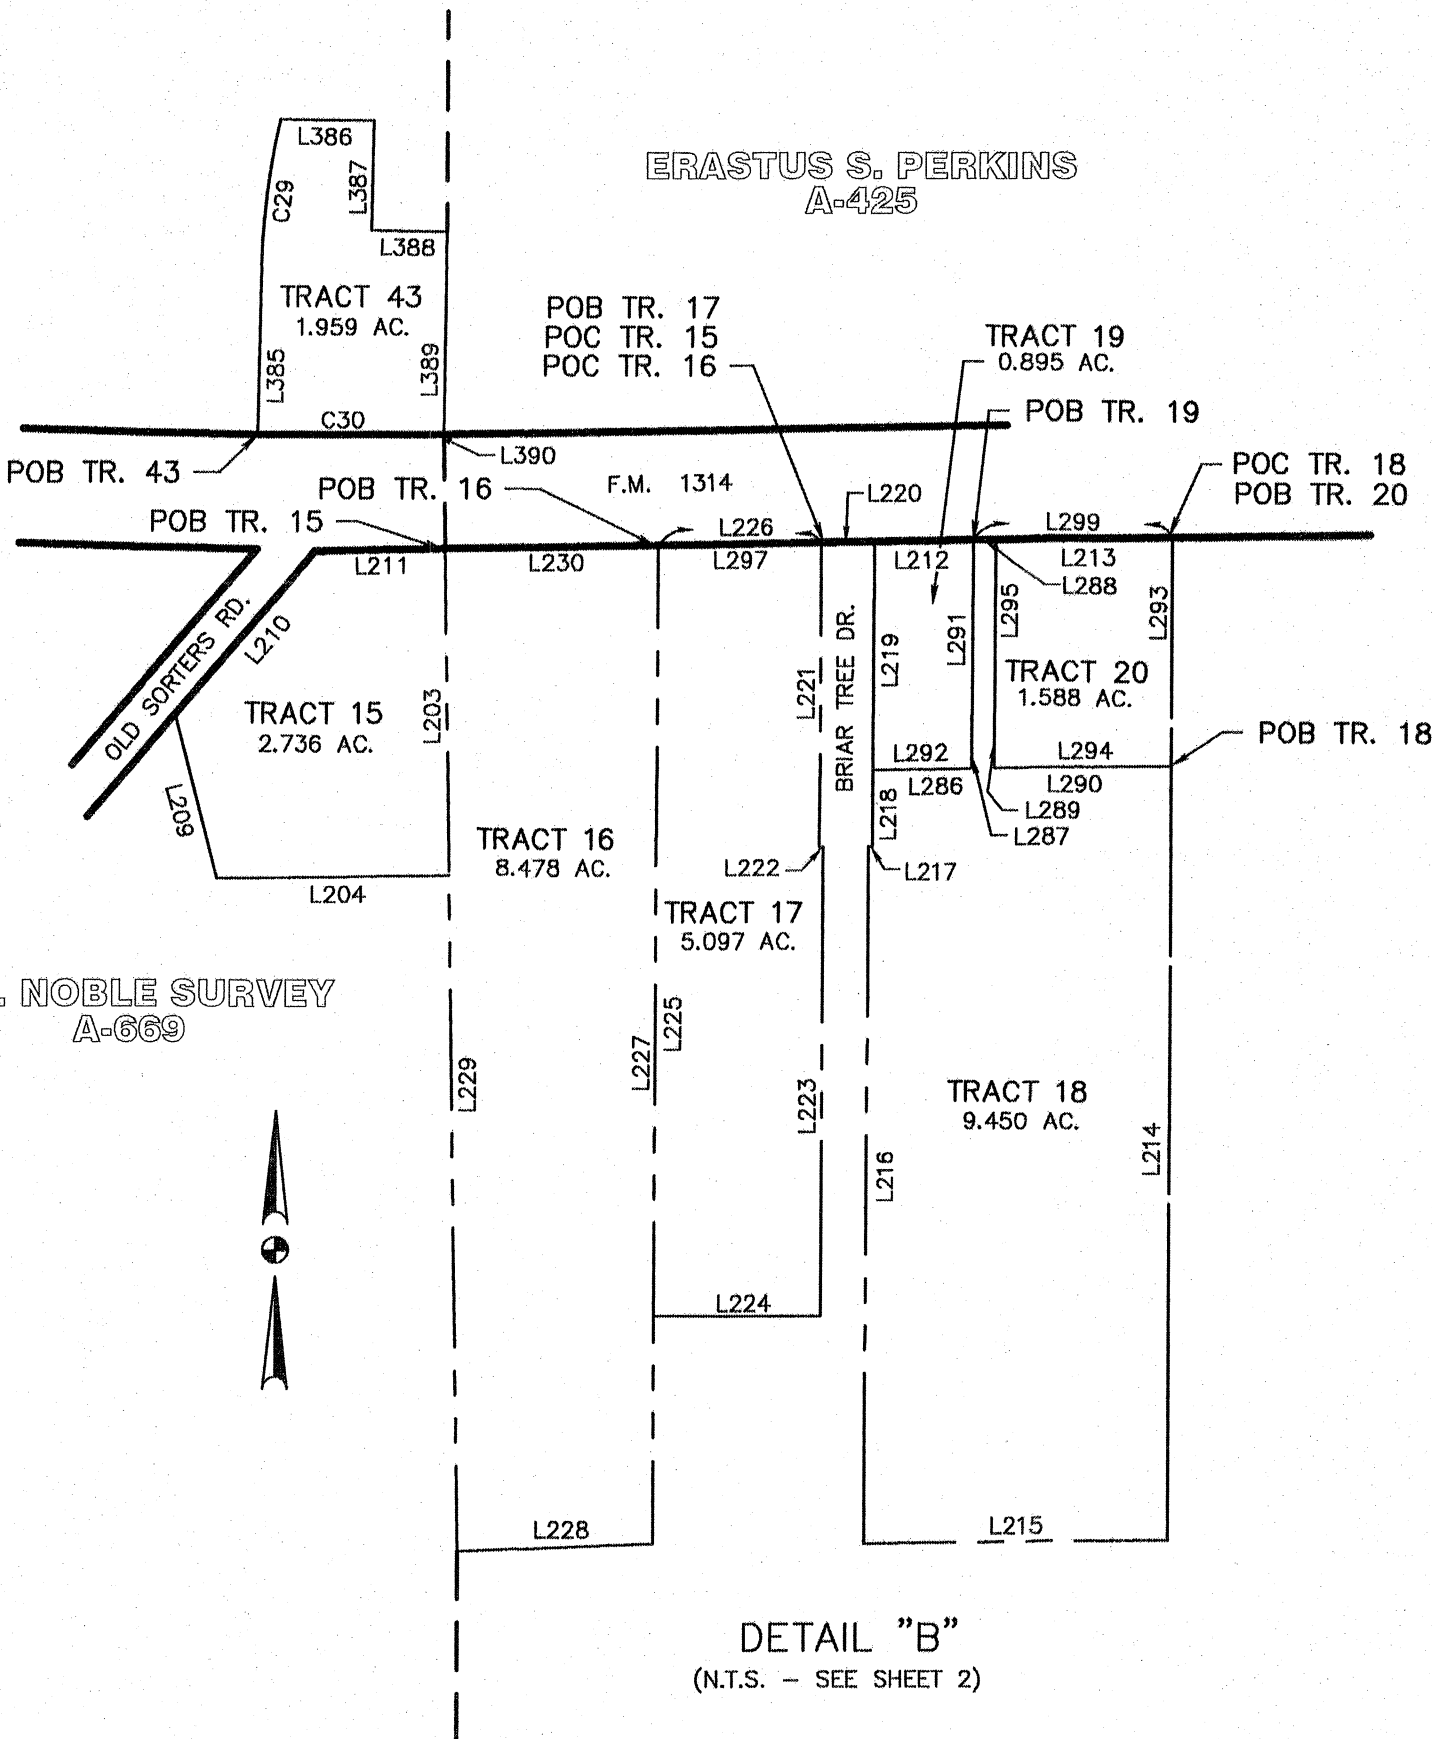 L386
ERASTUS S. PERKINS
A-425
L387
C29
L388
TRACT 43
1.959 AC.
POB TR. 17
POC TR. 15
POC TR. 16
TRACT 19
0.895 AC.
L385
L389
C30
POB TR. 19
L390
POB TR. 43
POC TR. 18
POB TR. 20
F.M. 1314
POB TR. 16
L220
POB TR. 15
L226
L299
L211
L230
L297
L212
L213
L288
OLD SORTERS RD.
L210
L203
L221
BRIAR TREE DR.
L219
L291
L295
L293
TRACT 20
1.588 AC.
TRACT 15
2.736 AC.
POB TR. 18
L292
L294
L286
L290
L209
L218
L289
L287
TRACT 16
8.478 AC.
L222
L217
L204
TRACT 17
5.097 AC.
. NOBLE SURVEY
A-669
L225
L227
L229
L223
TRACT 18
9.450 AC.
L216
L214
L224
L228
L215
DETAIL "B"
(N.T.S. - SEE SHEET 2)